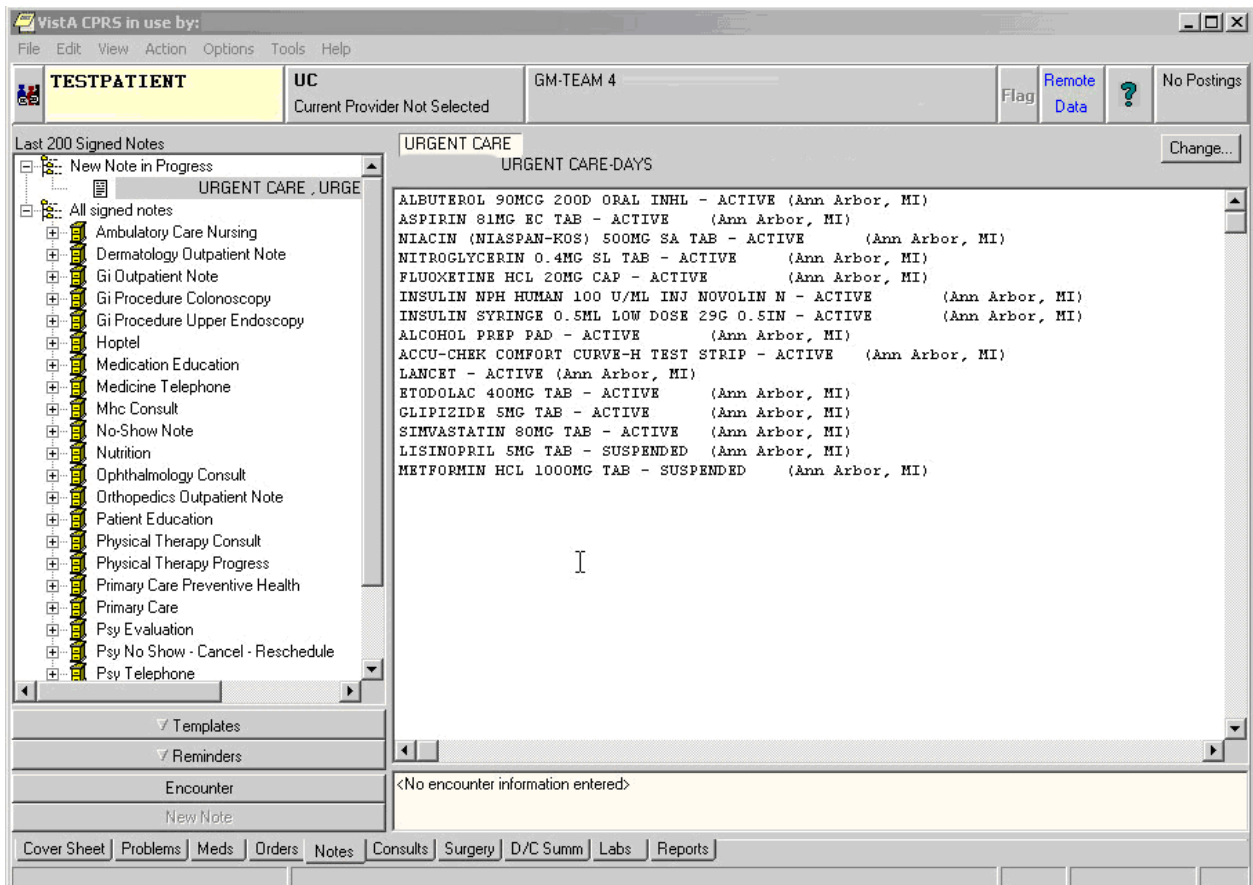 VistA CPRS in use by:
File Edit View Action Options Tools Help
TESTPATIENT
UC
Current Provider Not Selected
GM-TEAM 4
Flag
Remote
Data
?
No Postings
Last 200 Signed Notes
New Note in Progress
URGENT CARE , URGE
All signed notes
Ambulatory Care Nursing
Dermatology Outpatient Note
Gi Outpatient Note
Gi Procedure Colonoscopy
Gi Procedure Upper Endoscopy
Hoptel
Medication Education
Medicine Telephone
Mhc Consult
No-Show Note
Nutrition
Ophthalmology Consult
Orthopedics Outpatient Note
Patient Education
Physical Therapy Consult
Physical Therapy Progress
Primary Care Preventive Health
Primary Care
Psy Evaluation
Psy No Show - Cancel - Reschedule
Psy Telephone
Templates
Reminders
Encounter
New Note
URGENT CARE
URGENT CARE-DAYS
Change...
ALBUTEROL 90MCG 200D ORAL INHL - ACTIVE (Ann Arbor, MI)
ASPIRIN 81MG EC TAB - ACTIVE (Ann Arbor, MI)
NIACIN (NIASPAN-KOS) 500MG SA TAB - ACTIVE (Ann Arbor, MI)
NITROGLYCERIN 0.4MG SL TAB - ACTIVE (Ann Arbor, MI)
FLUOXETINE HCL 20MG CAP - ACTIVE (Ann Arbor, MI)
INSULIN NPH HUMAN 100 U/ML INJ NOVOLIN N - ACTIVE (Ann Arbor, MI)
INSULIN SYRINGE 0.5ML LOW DOSE 29G 0.5IN - ACTIVE (Ann Arbor, MI)
ALCOHOL PREP PAD - ACTIVE (Ann Arbor, MI)
ACCU-CHEK COMFORT CURVE-H TEST STRIP - ACTIVE (Ann Arbor, MI)
LANCET - ACTIVE (Ann Arbor, MI)
ETODOLAC 400MG TAB - ACTIVE (Ann Arbor, MI)
GLIPIZIDE 5MG TAB - ACTIVE (Ann Arbor, MI)
SIMVASTATIN 80MG TAB - ACTIVE (Ann Arbor, MI)
LISINOPRIL 5MG TAB - SUSPENDED (Ann Arbor, MI)
METFORMIN HCL 1000MG TAB - SUSPENDED (Ann Arbor, MI)
<No encounter information entered>
Cover Sheet Problems Meds Orders Notes Consults Surgery D/C Summ Labs Reports